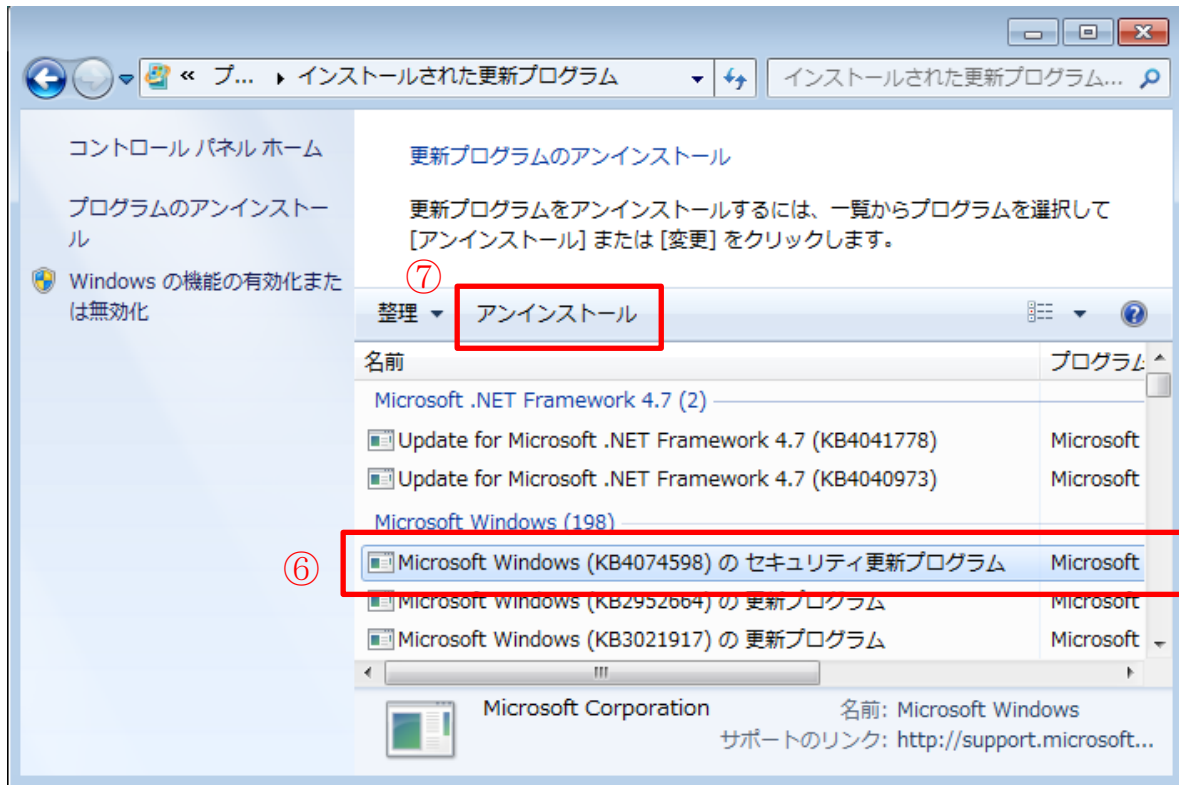 « プ... ▶ インストールされた更新プログラム
インストールされた更新プログラム...
コントロール パネル ホーム
プログラムのアンインストー
ル
Windows の機能の有効化また
は無効化
更新プログラムのアンインストール
更新プログラムをアンインストールするには、一覧からプログラムを選択して
[アンインストール] または [変更] をクリックします。
⑦
整理 アンインストール
名前 プログラム
Microsoft .NET Framework 4.7 (2)
Update for Microsoft .NET Framework 4.7 (KB4041778) Microsoft
Update for Microsoft .NET Framework 4.7 (KB4040973) Microsoft
Microsoft Windows (198)
⑥ Microsoft Windows (KB4074598) の セキュリティ更新プログラム Microsoft
Microsoft Windows (KB2952664) の 更新プログラム Microsoft
Microsoft Windows (KB3021917) の 更新プログラム Microsoft
Microsoft Corporation 名前: Microsoft Windows
サポートのリンク: http://support.microsoft...